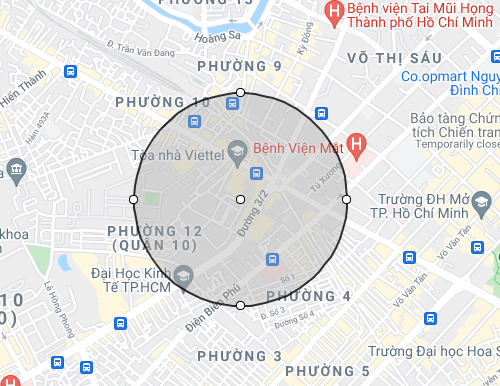 PHƯỜNG 13
Bệnh viện Tai Mũi Họng
Thành phố Hồ Chí Minh
Hoàng Sa
Đ. Trần Văn Đang
Kỳ Đồng
VÕ THỊ SÁU
PHƯỜNG 9
Hiến Thành
Co.opmart Nguy
Đình Chi
PHƯỜNG 10
Hẻm 493A
Bảo tàng Chứn
tích Chiến tran
Temporarily close
Bệnh Viện Mắt
Tòa nhà Viettel
Tú Xương
Đường 3/2
Trường ĐH Mở
TP. Hồ Chí Minh
PHƯỜNG 12
(QUẬN 10)
khoa
Võ Văn Tần
Đại Học Kinh
Tế TP.HCM
Số 1
Lê Hồng Phong
Điện Biên Phủ
PHƯỜNG 4
Đ. Số 3
Đường Số 4
Võ Văn Tần
10
0)
PHƯỜNG 3
PHƯỜNG 5
Trường Đại học Hoa S